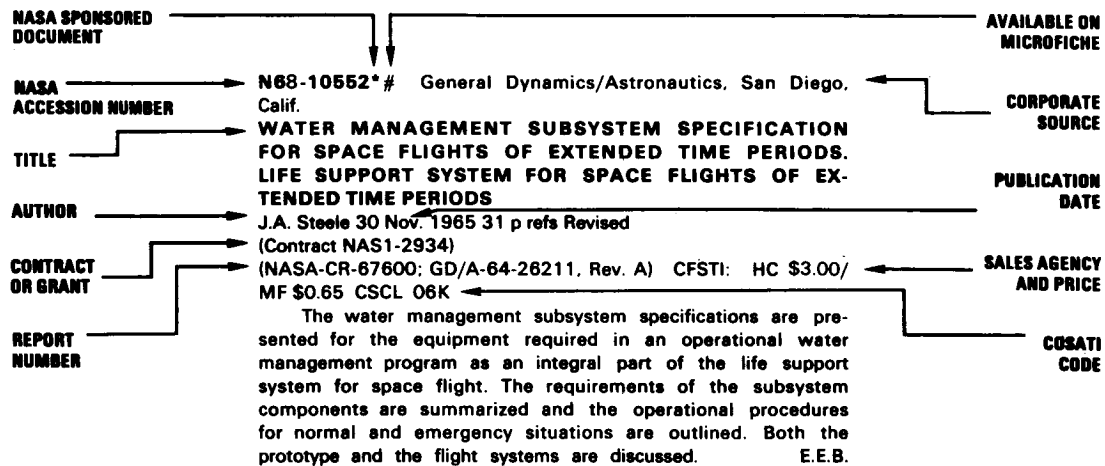 NASA SPONSORED
DOCUMENT
AVAILABLE ON
MICROFICHE
NASA
ACCESSION NUMBER
N68-10552*# General Dynamics/Astronautics, San Diego,
Calif.
CORPORATE
SOURCE
TITLE
WATER MANAGEMENT SUBSYSTEM SPECIFICATION
FOR SPACE FLIGHTS OF EXTENDED TIME PERIODS.
LIFE SUPPORT SYSTEM FOR SPACE FLIGHTS OF EX-
TENDED TIME PERIODS
PUBLICATION
DATE
AUTHOR
J.A. Steele 30 Nov. 1965 31 p refs Revised
(Contract NAS1-2934)
CONTRACT
OR GRANT
(NASA-CR-67600; GD/A-64-26211, Rev. A) CFSTI: HC $3.00/
MF $0.65 CSCL 06K
SALES AGENCY
AND PRICE
REPORT
NUMBER
COSATI
CODE
The water management subsystem specifications are pre-
sented for the equipment required in an operational water
management program as an integral part of the life support
system for space flight. The requirements of the subsystem
components are summarized and the operational procedures
for normal and emergency situations are outlined. Both the
prototype and the flight systems are discussed. E.E.B.